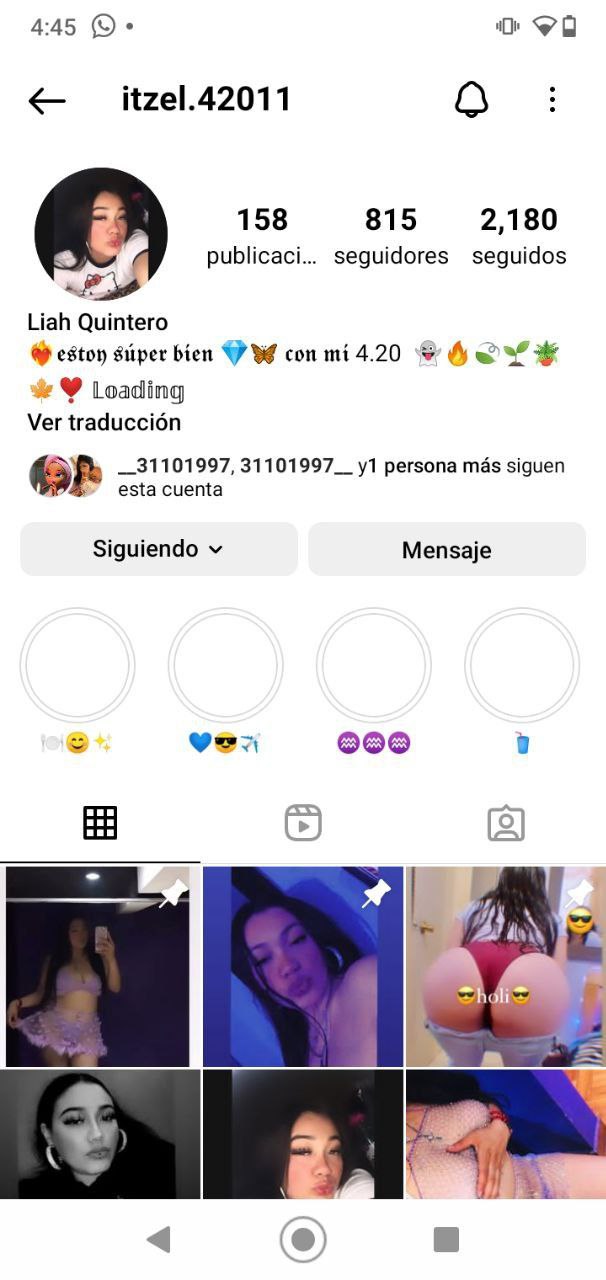 4:45
itzel.42011
158
815
2,180
publicaci...
seguidores
seguidos
Liah Quintero
❤️‍🔥𝖊𝖘𝖙𝖔𝖞 𝖘ú𝖕𝖊𝖗 𝖇𝖎𝖊𝖓 💎🦋 𝖈𝖔𝖓 𝖒í 4.20 👻🔥🍃🌱🪴
🍁❣️ 𝕃𝕠𝕒𝕕𝕚𝕟𝕘
Ver traducción
__31101997, 31101997__ y1 persona más siguen
esta cuenta
Siguiendo
Mensaje
🍽️😊✨
💙😎✈️
♒♒♒
🥤
😎holi😎